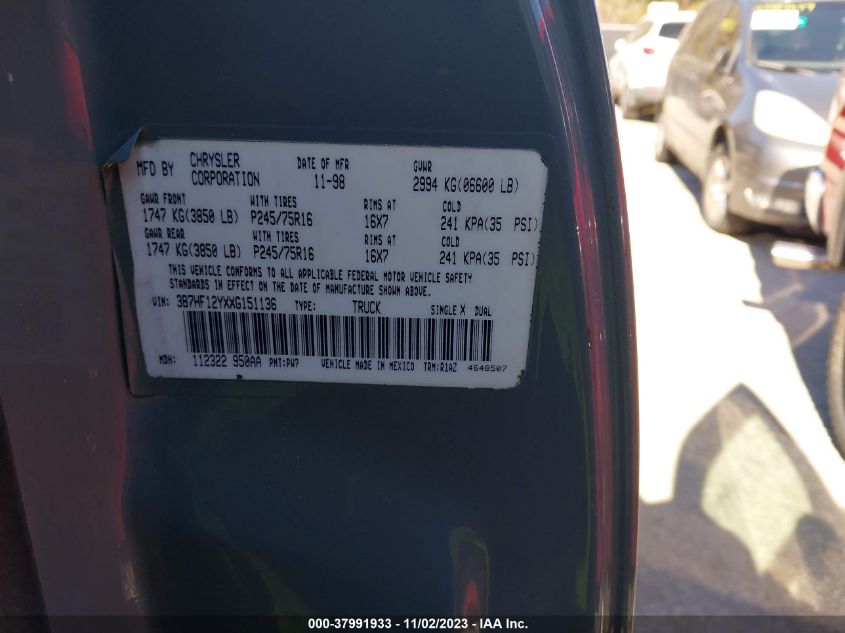 MFD BY CHRYSLER CORPORATION DATE OF MFR 11-98 GVWR 2994 KG(06600 LB)
GAWR FRONT WITH TIRES RIMS AT COLD
1747 KG(3850 LB) P245/75R16 16X7 241 KPA(35 PSI)
GAWR REAR WITH TIRES RIMS AT COLD
1747 KG(3850 LB) P245/75R16 16X7 241 KPA(35 PSI)
THIS VEHICLE CONFORMS TO ALL APPLICABLE FEDERAL MOTOR VEHICLE SAFETY
STANDARDS IN EFFECT ON THE DATE OF MANUFACTURE SHOWN ABOVE.
VIN: 3B7HF12YXXG151136 TYPE: TRUCK SINGLE X DUAL
MDH: 112322 950AA PNT:PW7 VEHICLE MADE IN MEXICO TRM:R1AZ 4648507
000-37991933 - 11/02/2023 - IAA Inc.